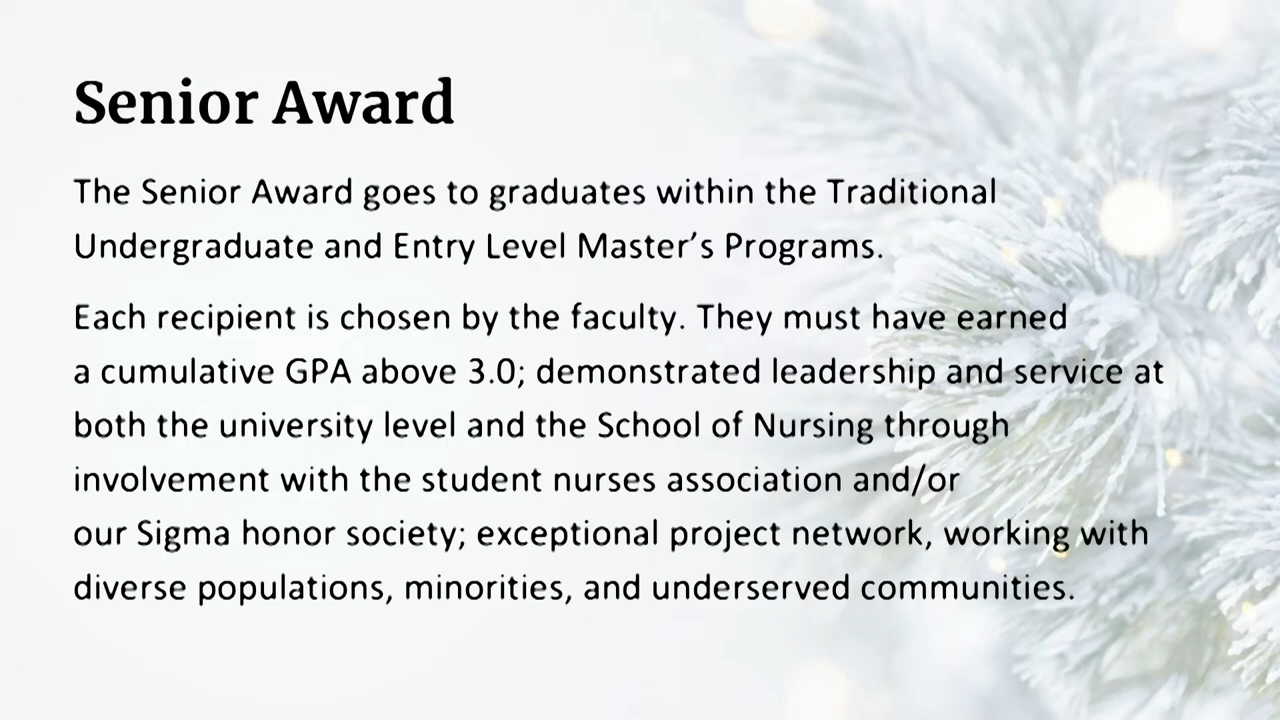 Senior Award
The Senior Award goes to graduates within the Traditional
Undergraduate and Entry Level Master’s Programs.
Each recipient is chosen by the faculty. They must have earned
a cumulative GPA above 3.0; demonstrated leadership and service at
both the university level and the School of Nursing through
involvement with the student nurses association and/or
our Sigma honor society; exceptional project network, working with
diverse populations, minorities, and underserved communities.